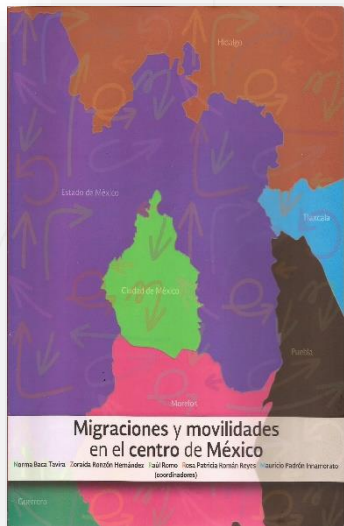 Hidalgo
Estado de México
Tlaxcala
Ciudad de México
Puebla
Morelos
Migraciones y movilidades
en el centro de México
Norma Baca Tavira Zoraida Ronzón Hernández Raúl Romo Rosa Patricia Román Reyes Mauricio Padrón Innamorato
(coordinadores)
Guerrero